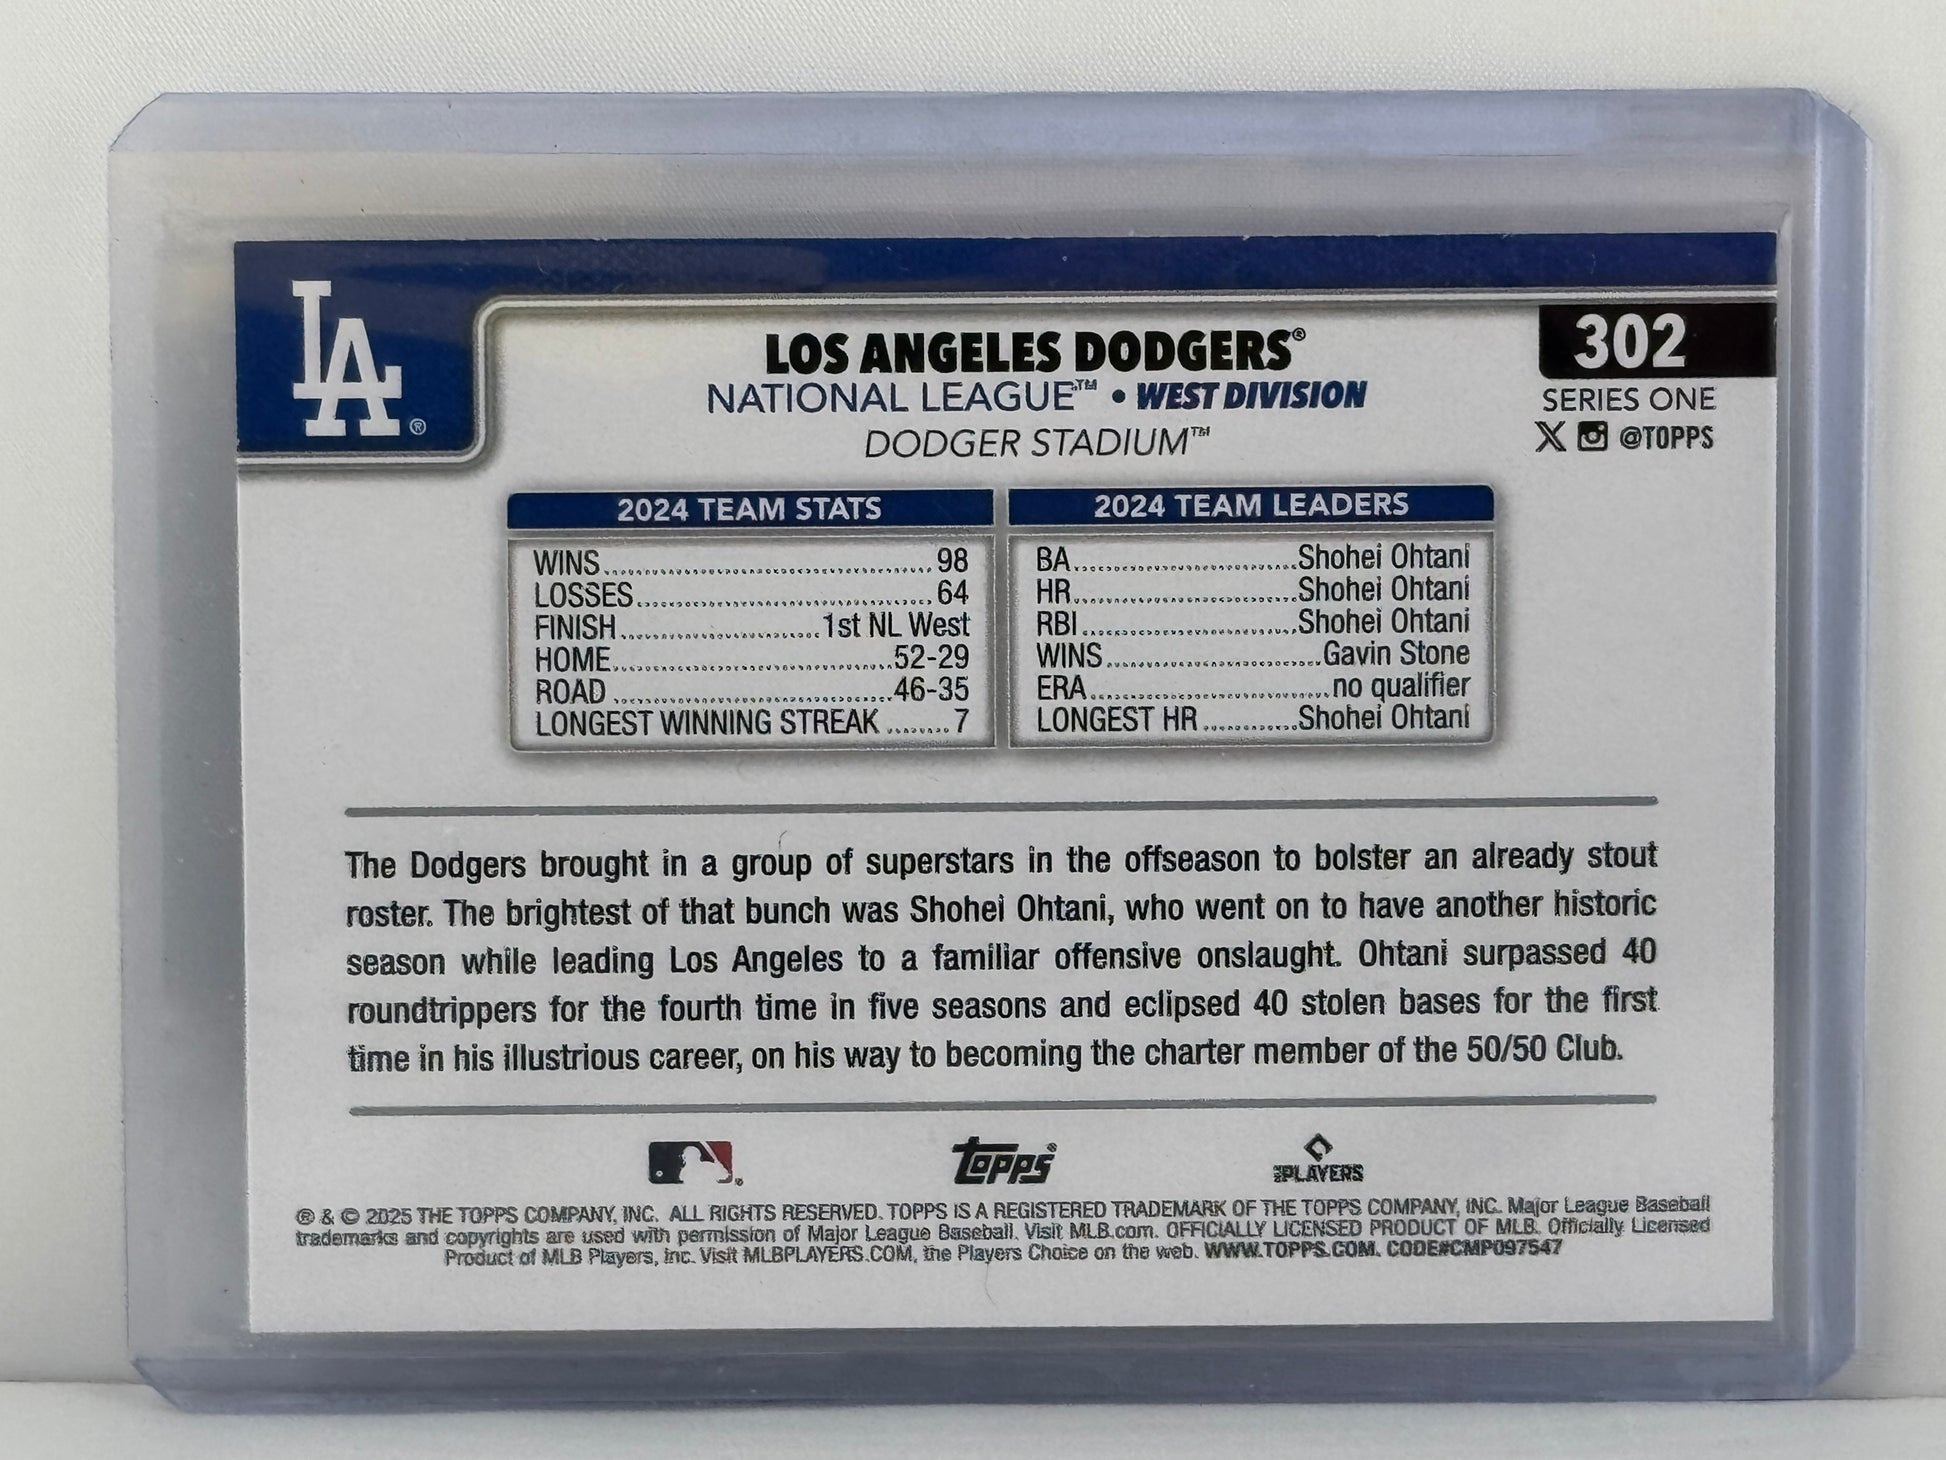 LA®
LOS ANGELES DODGERS®
NATIONAL LEAGUE™ • WEST DIVISION
DODGER STADIUM™
302
SERIES ONE
X @TOPPS
2024 TEAM STATS
WINS 98
LOSSES 64
FINISH 1st NL West
HOME 52-29
ROAD 46-35
LONGEST WINNING STREAK 7
2024 TEAM LEADERS
BA Shohei Ohtani
HR Shohei Ohtani
RBI Shohei Ohtani
WINS Gavin Stone
ERA no qualifier
LONGEST HR Shohei Ohtani
The Dodgers brought in a group of superstars in the offseason to bolster an already stout
roster. The brightest of that bunch was Shohei Ohtani, who went on to have another historic
season while leading Los Angeles to a familiar offensive onslaught. Ohtani surpassed 40
roundtrippers for the fourth time in five seasons and eclipsed 40 stolen bases for the first
time in his illustrious career, on his way to becoming the charter member of the 50/50 Club.
topps®
PLAYERS
® & © 2025 THE TOPPS COMPANY, INC. ALL RIGHTS RESERVED. TOPPS IS A REGISTERED TRADEMARK OF THE TOPPS COMPANY, INC. Major League Baseball
trademarks and copyrights are used with permission of Major League Baseball. Visit MLB.com. OFFICIALLY LICENSED PRODUCT OF MLB. Officially Licensed
Product of MLB Players, Inc. Visit MLBPLAYERS.COM, the Players Choice on the web. WWW.TOPPS.COM. CODE#CMP097547